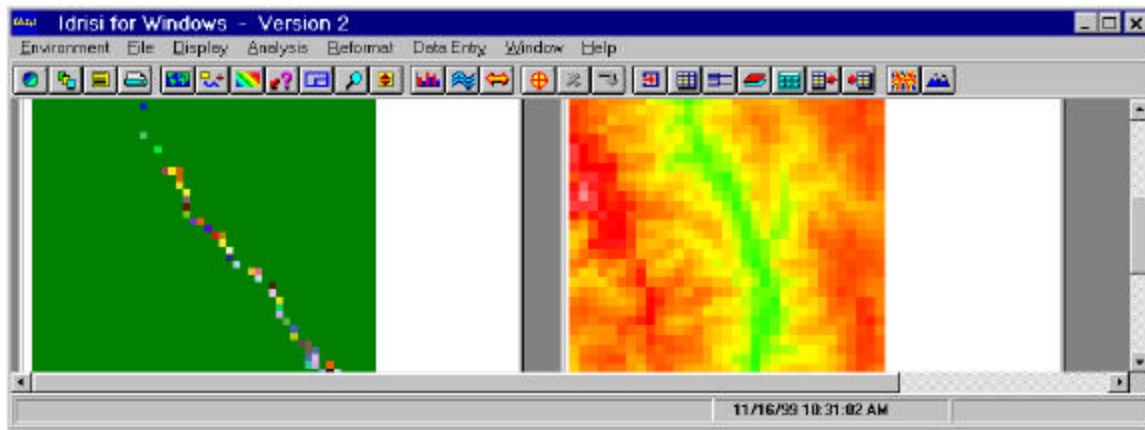 Idrisi for Windows - Version 2
Environment File Display Analysis Reformat Data Entry Window Help
11/16/99 10:31:02 AM